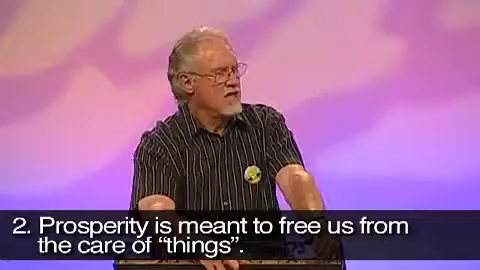 2. Prosperity is meant to free us from
the care of “things”.